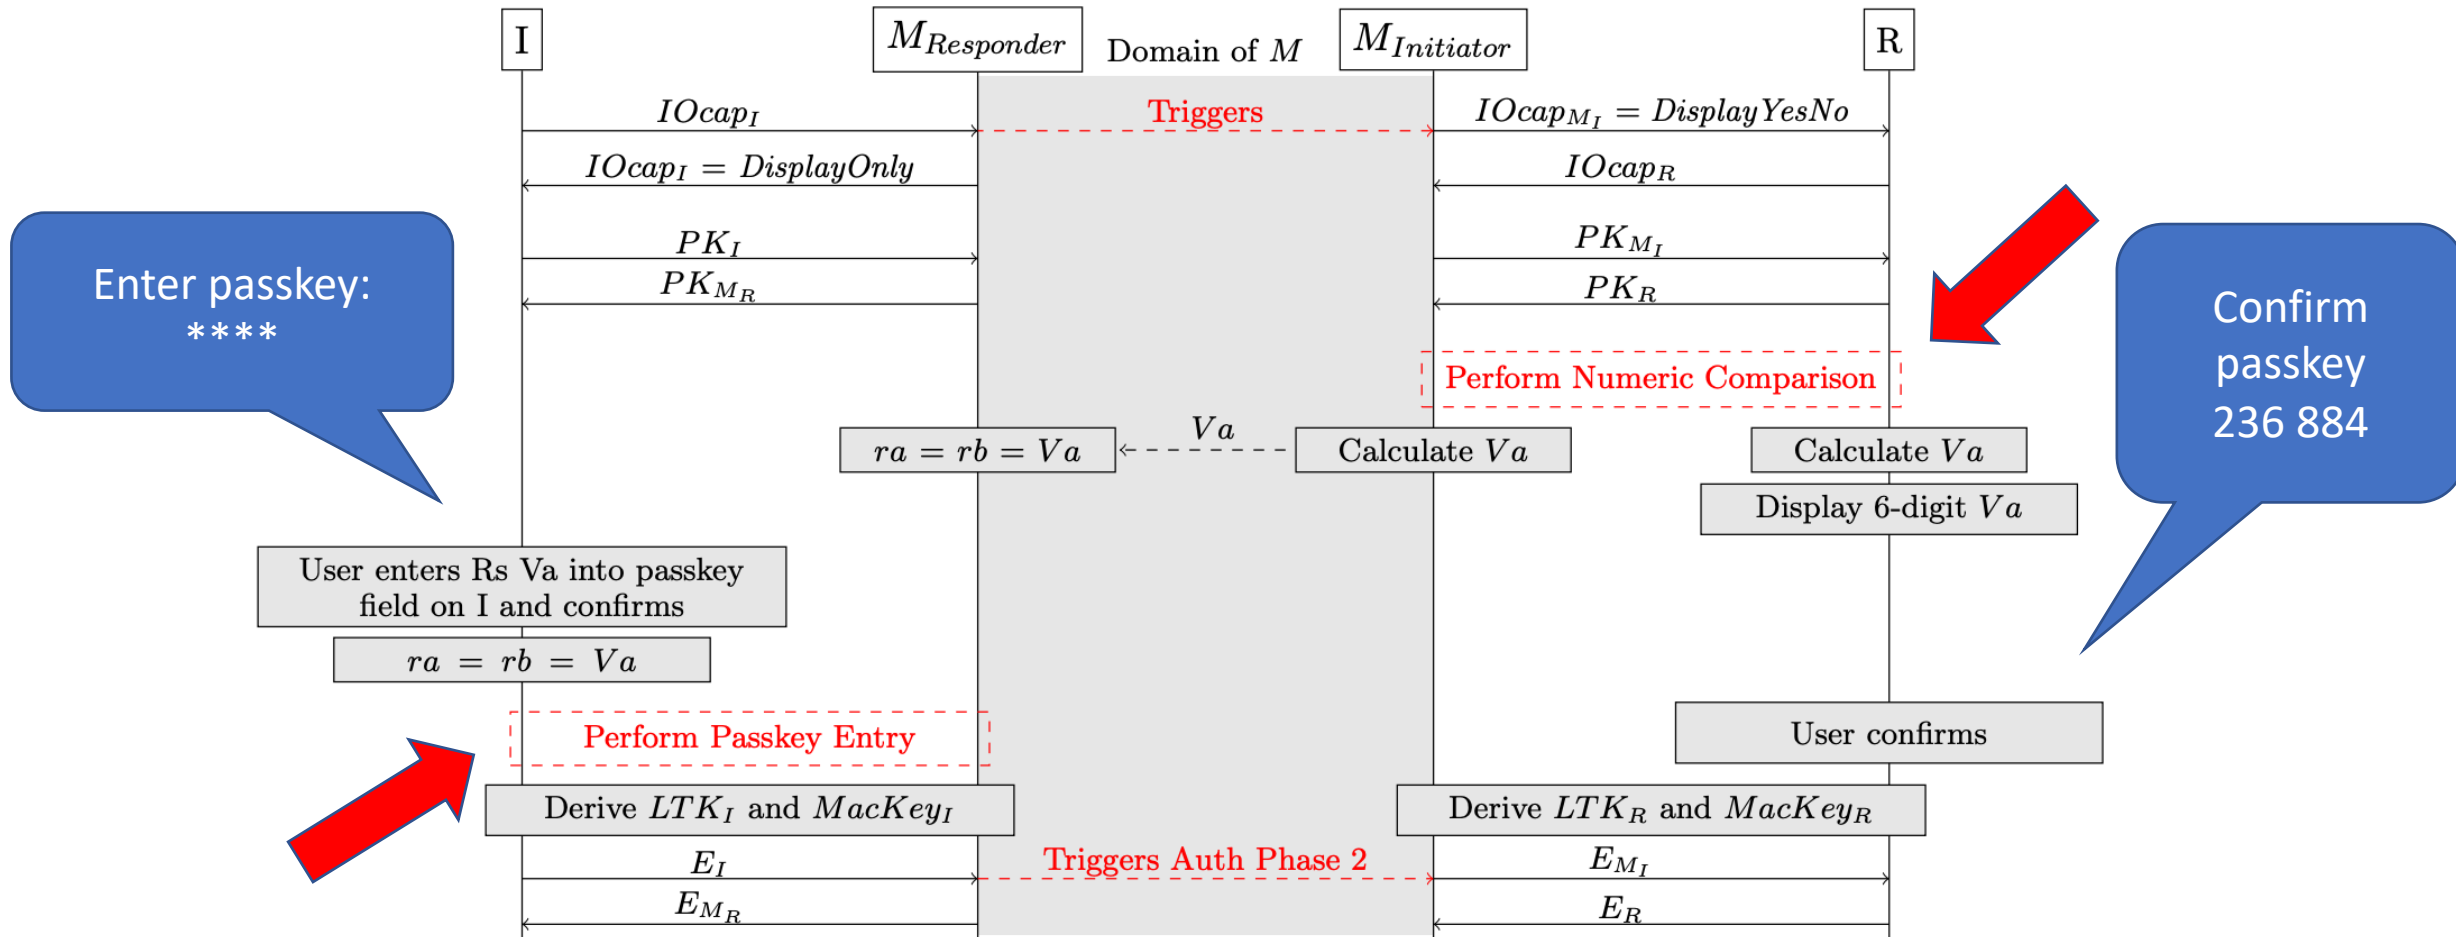 I
M_Responder
Domain of M
M_Initiator
R
IOcap_I
Triggers
IOcap_{M_I} = DisplayYesNo
IOcap_I = DisplayOnly
IOcap_R
PK_I
PK_{M_I}
PK_{M_R}
PK_R
Enter passkey:
****
Confirm
passkey
236 884
Perform Numeric Comparison
ra = rb = Va
Va
Calculate Va
Calculate Va
Display 6-digit Va
User enters Rs Va into passkey
field on I and confirms
ra = rb = Va
Perform Passkey Entry
User confirms
Derive LTK_I and MacKey_I
Derive LTK_R and MacKey_R
E_I
Triggers Auth Phase 2
E_{M_I}
E_{M_R}
E_R